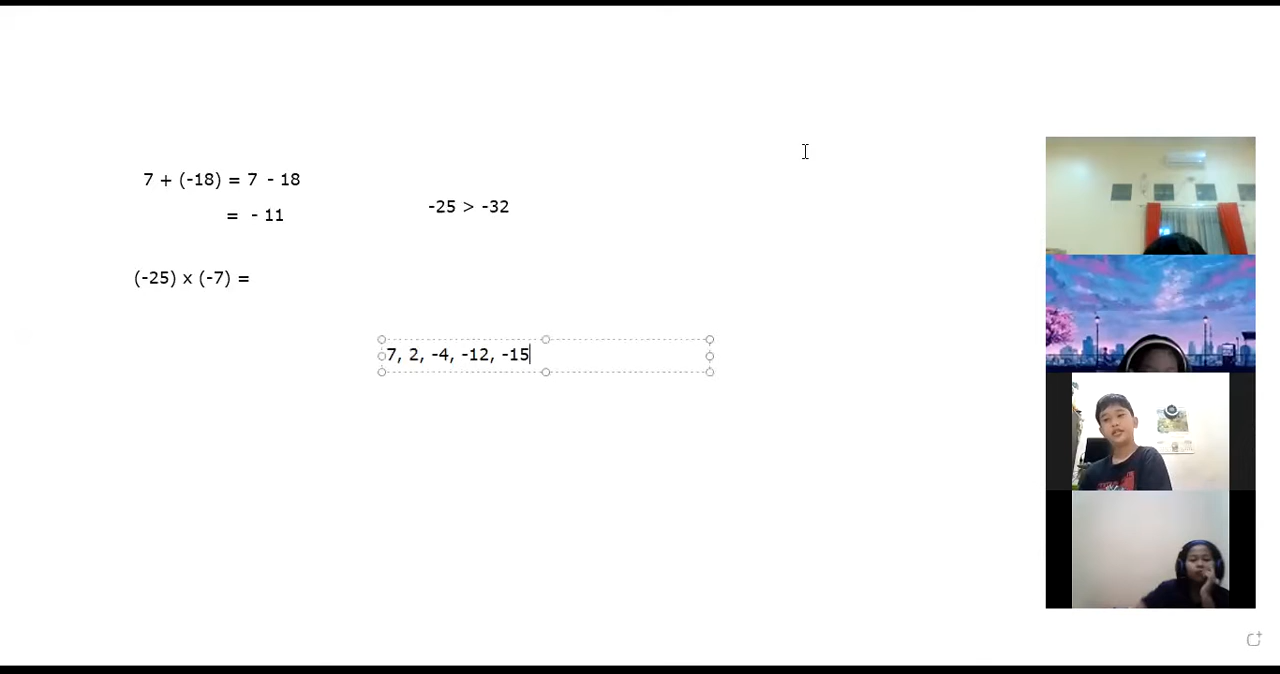 7 + (-18) = 7 - 18
= - 11
-25 > -32
(-25) x (-7) =
7, 2, -4, -12, -15